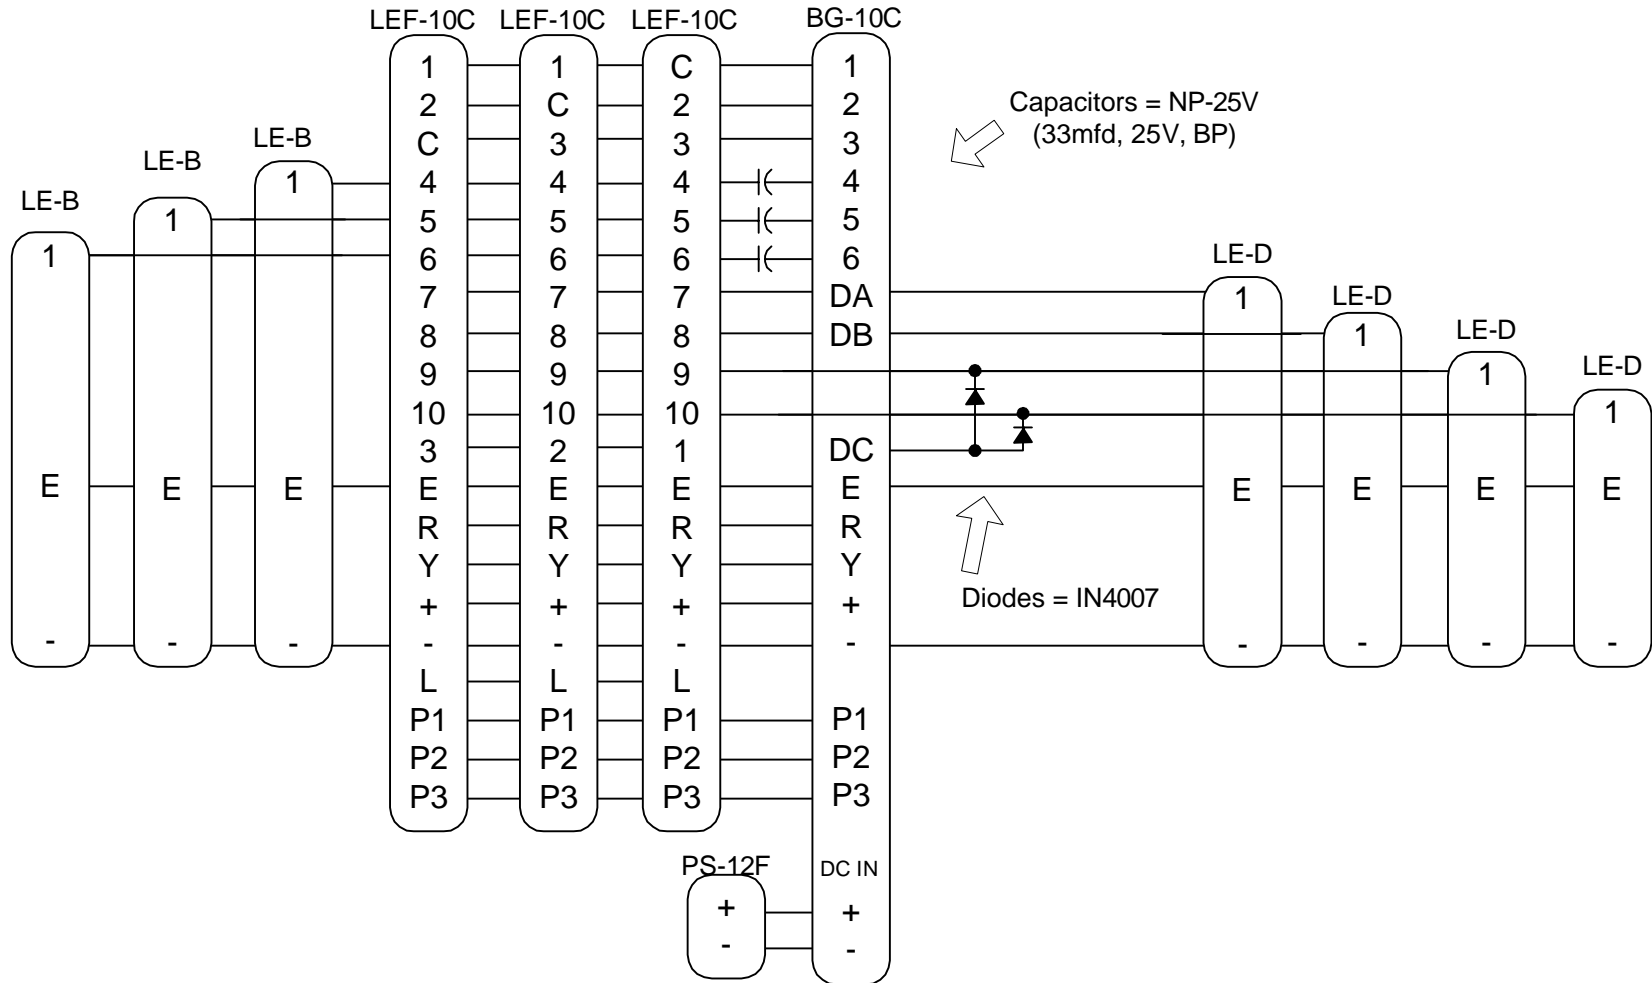 LEF-10C LEF-10C LEF-10C BG-10C
1 1 C 1
2 C 2 2
Capacitors = NP-25V
(33mfd, 25V, BP)
C 3 3 3
LE-B
LE-B
LE-B
1 4 4 4 4
1 5 5 5 5
1 6 6 6 6
LE-D
LE-D
LE-D
LE-D
7 7 7 DA 1
8 8 8 DB 1
9 9 9 1
10 10 10 1
3 2 1 DC
E E E E E E E E E E E
R R R R
Y Y Y Y
Diodes = IN4007
+ + + +
- - - - - - - - - - -
L L L
P1 P1 P1 P1
P2 P2 P2 P2
P3 P3 P3 P3
PS-12F DC IN
+ +
- -